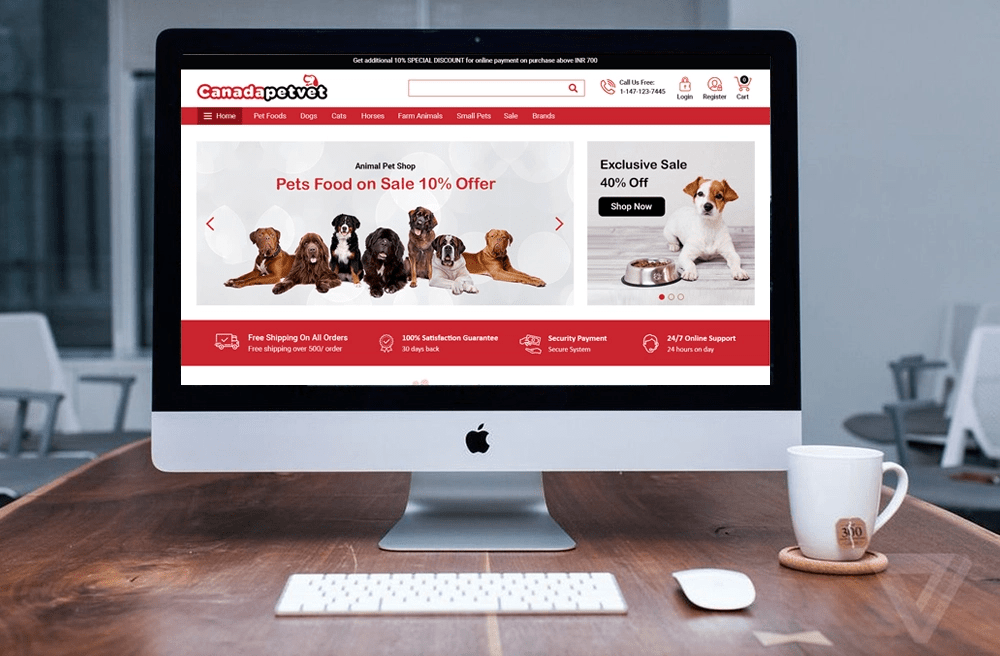 Get additional 10% SPECIAL DISCOUNT for online payment on purchase above INR 700
Canadapetvet
Call Us Free:
1-147-123-7445
Login
Register
0
Cart
Home
Pet Foods
Dogs
Cats
Horses
Farm Animals
Small Pets
Sale
Brands
Animal Pet Shop
Pets Food on Sale 10% Offer
Exclusive Sale
40% Off
Shop Now
Free Shipping On All Orders
Free shipping over 500/ order
100% Satisfaction Guarantee
30 days back
Security Payment
Secure System
24/7 Online Support
24 hours on day
300